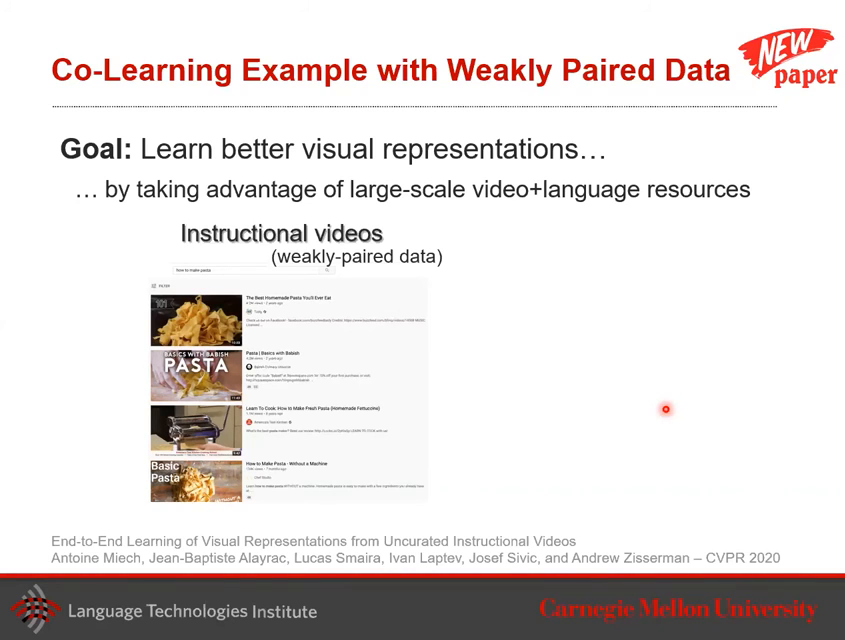 NEW
paper
Co-Learning Example with Weakly Paired Data
Goal: Learn better visual representations…
… by taking advantage of large-scale video+language resources
Instructional videos
(weakly-paired data)
how to make pasta
FILTER
The Best Homemade Pasta You'll Ever Eat
Tasty
101
Pasta | Basics with Babish
Babish Culinary Universe
BASICS WITH BABISH
PASTA
Learn To Cook: How to Make Fresh Pasta (Homemade Fettuccine)
How to Make Pasta - Without a Machine
Basic
Pasta
End-to-End Learning of Visual Representations from Uncurated Instructional Videos
Antoine Miech, Jean-Baptiste Alayrac, Lucas Smaira, Ivan Laptev, Josef Sivic, and Andrew Zisserman – CVPR 2020
Language Technologies Institute
Carnegie Mellon University